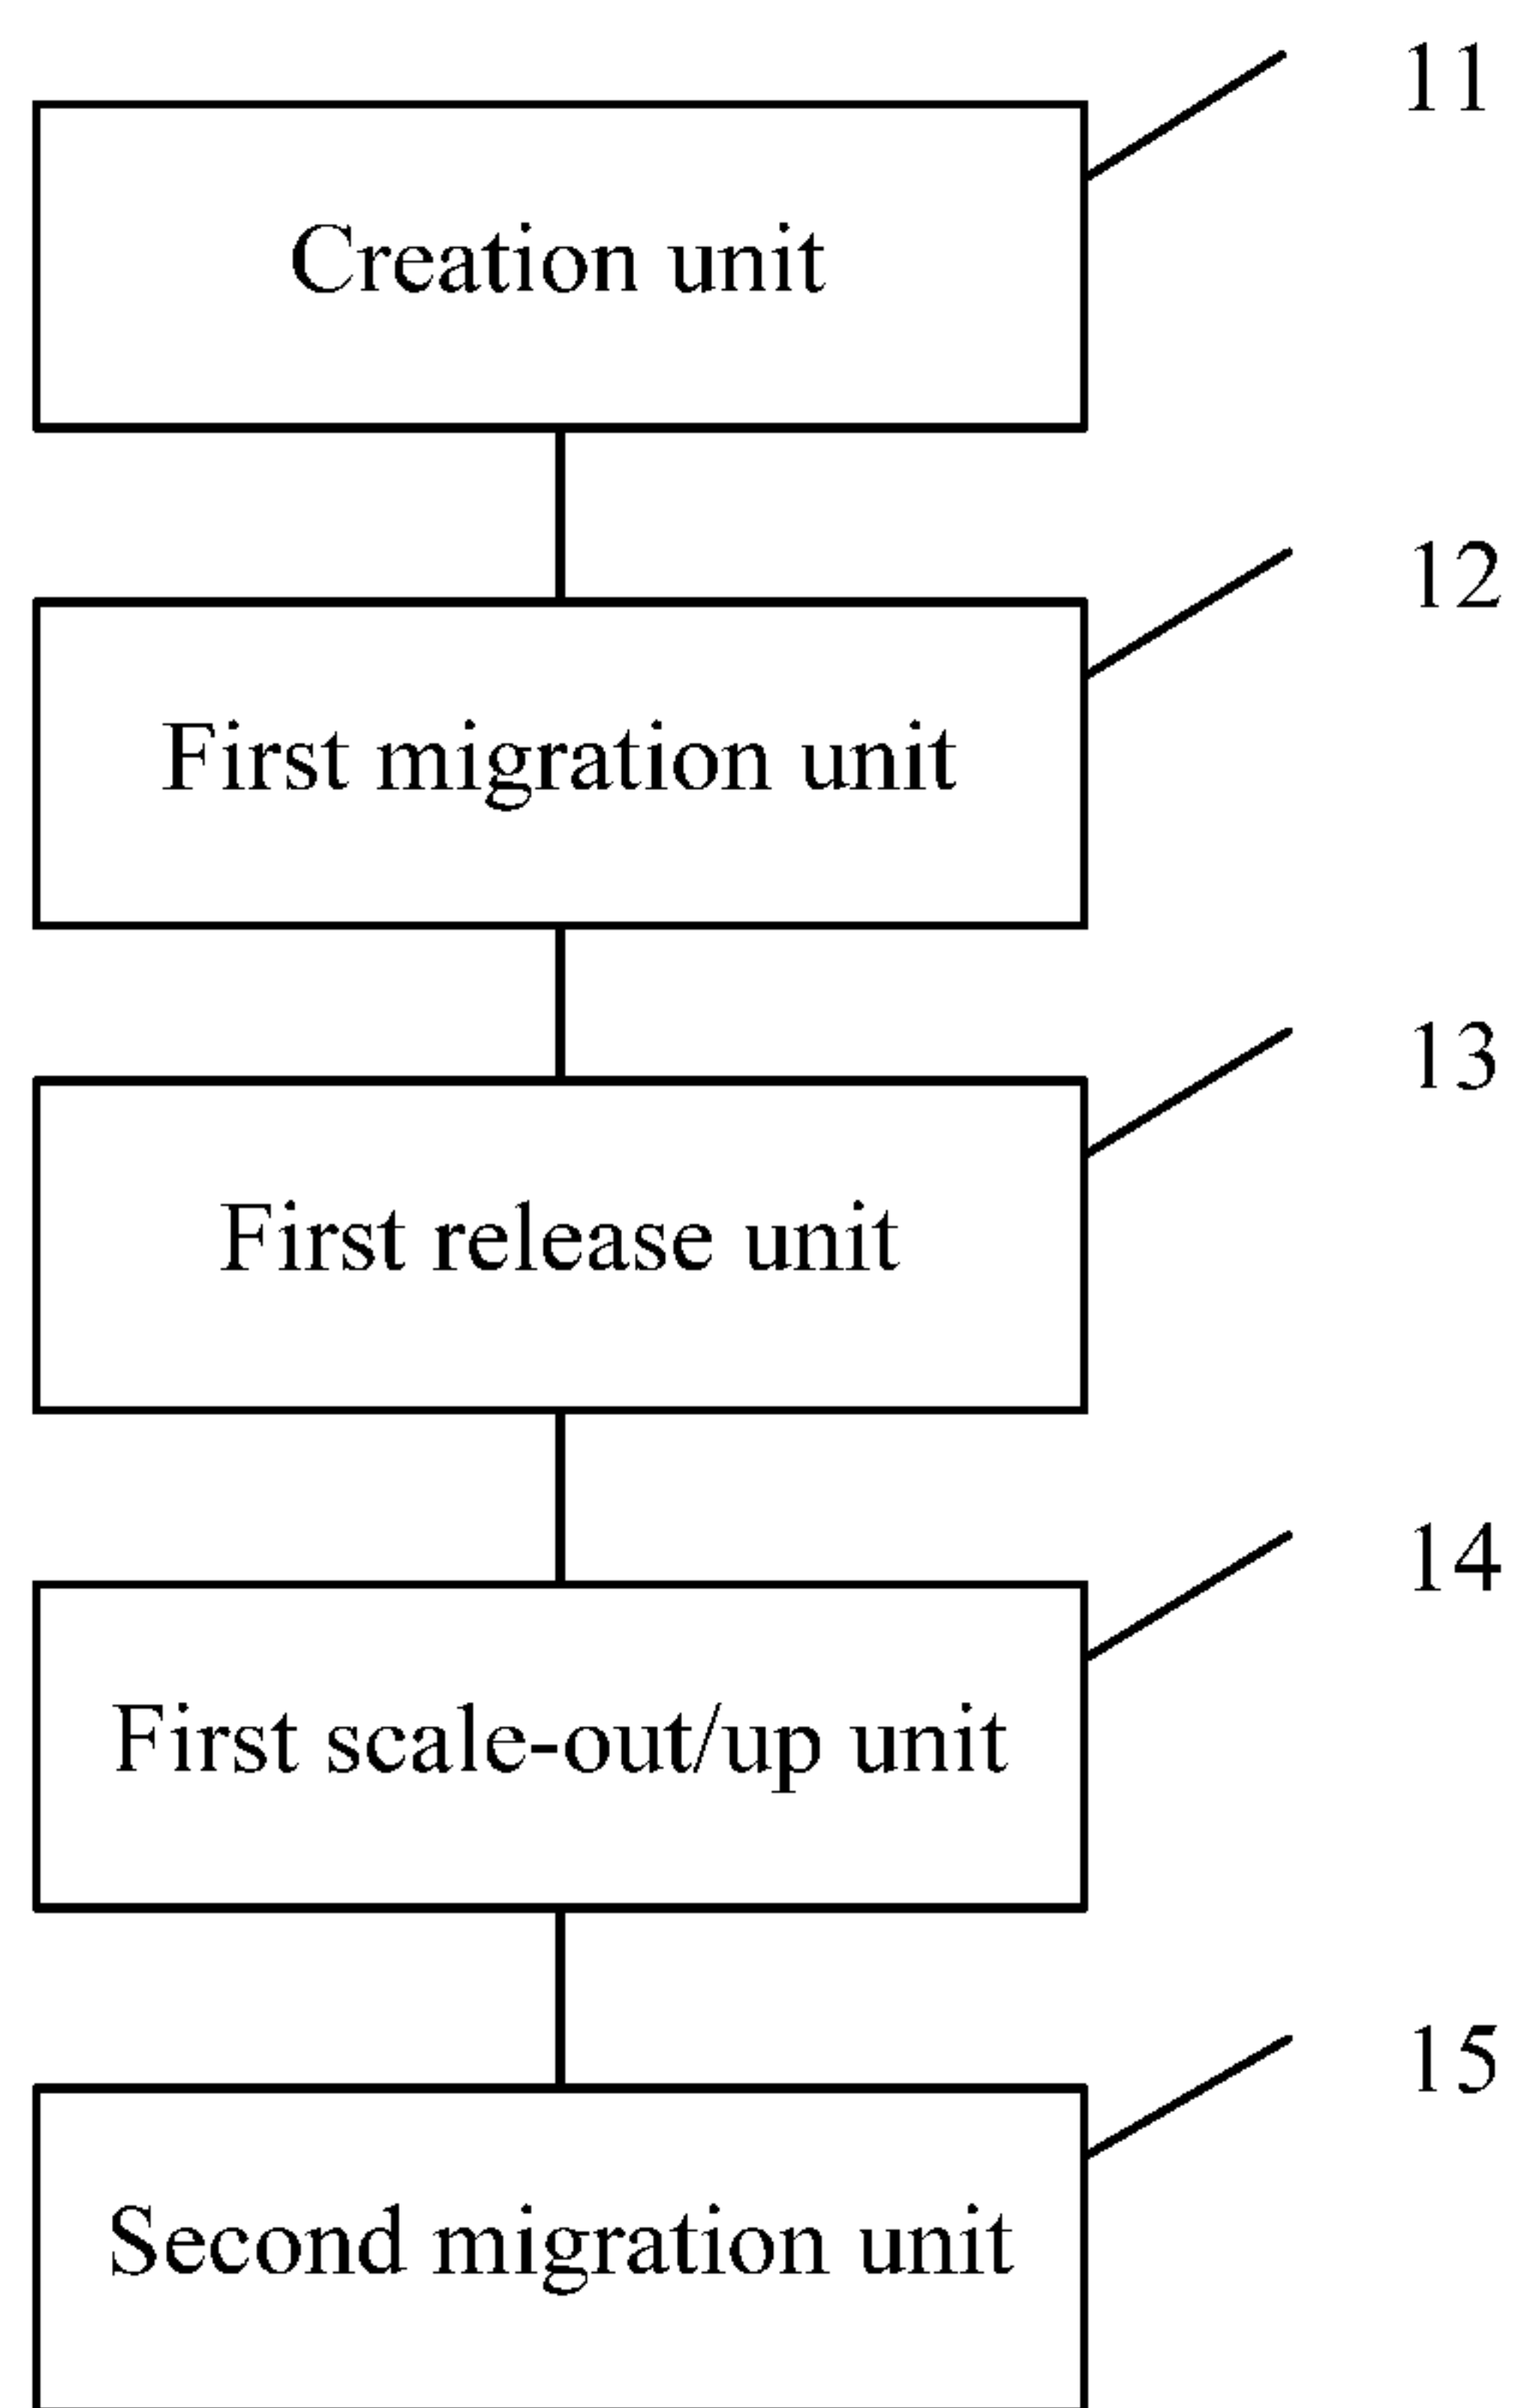 11
Creation unit
12
First migration unit
13
First release unit
14
First scale-out/up unit
15
Second migration unit